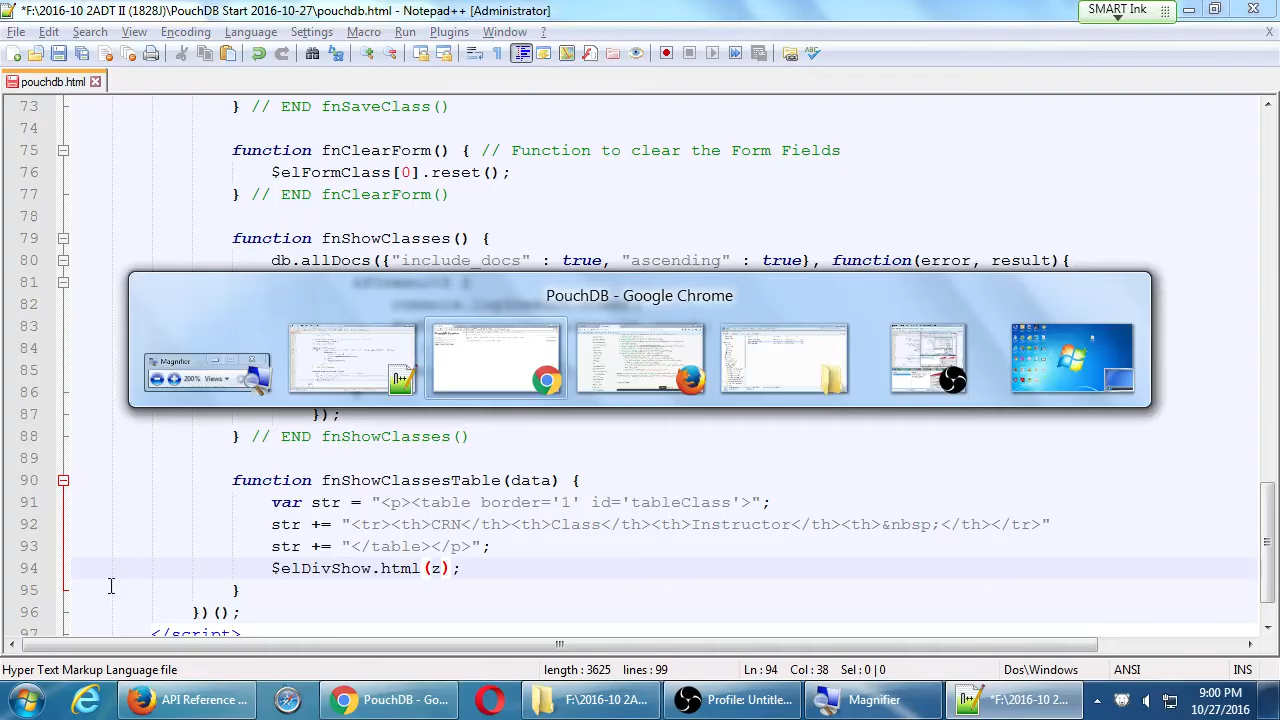 *F:\2016-10 2ADT II (1828J)\PouchDB Start 2016-10-27\pouchdb.html - Notepad++ [Administrator]
SMART Ink
File Edit Search View Encoding Language Settings Macro Run Plugins Window ? X
pouchdb.html
73 } // END fnSaveClass()
74
75 function fnClearForm() { // Function to clear the Form Fields
76 $elFormClass[0].reset();
77 } // END fnClearForm()
78
79 function fnShowClasses() {
80 db.allDocs({"include_docs" : true, "ascending" : true}, function(error, result){
81
82
83
84
85
86
PouchDB - Google Chrome
Magnifier
200% Views
87 });
88 } // END fnShowClasses()
89
90 function fnShowClassesTable(data) {
91 var str = "<p><table border='1' id='tableClass'>";
92 str += "<tr><th>CRN</th><th>Class</th><th>Instructor</th><th>&nbsp;</th></tr>"
93 str += "</table></p>";
94 $elDivShow.html(z);
95 }
96 })();
97 </script>
Hyper Text Markup Language file length : 3625 lines : 99 Ln : 94 Col : 38 Sel : 0 | 0 Dos\Windows ANSI INS
API Reference ... PouchDB - Go... F:\2016-10 2A... Profile: Untitle... Magnifier *F:\2016-10 2... 9:00 PM
10/27/2016